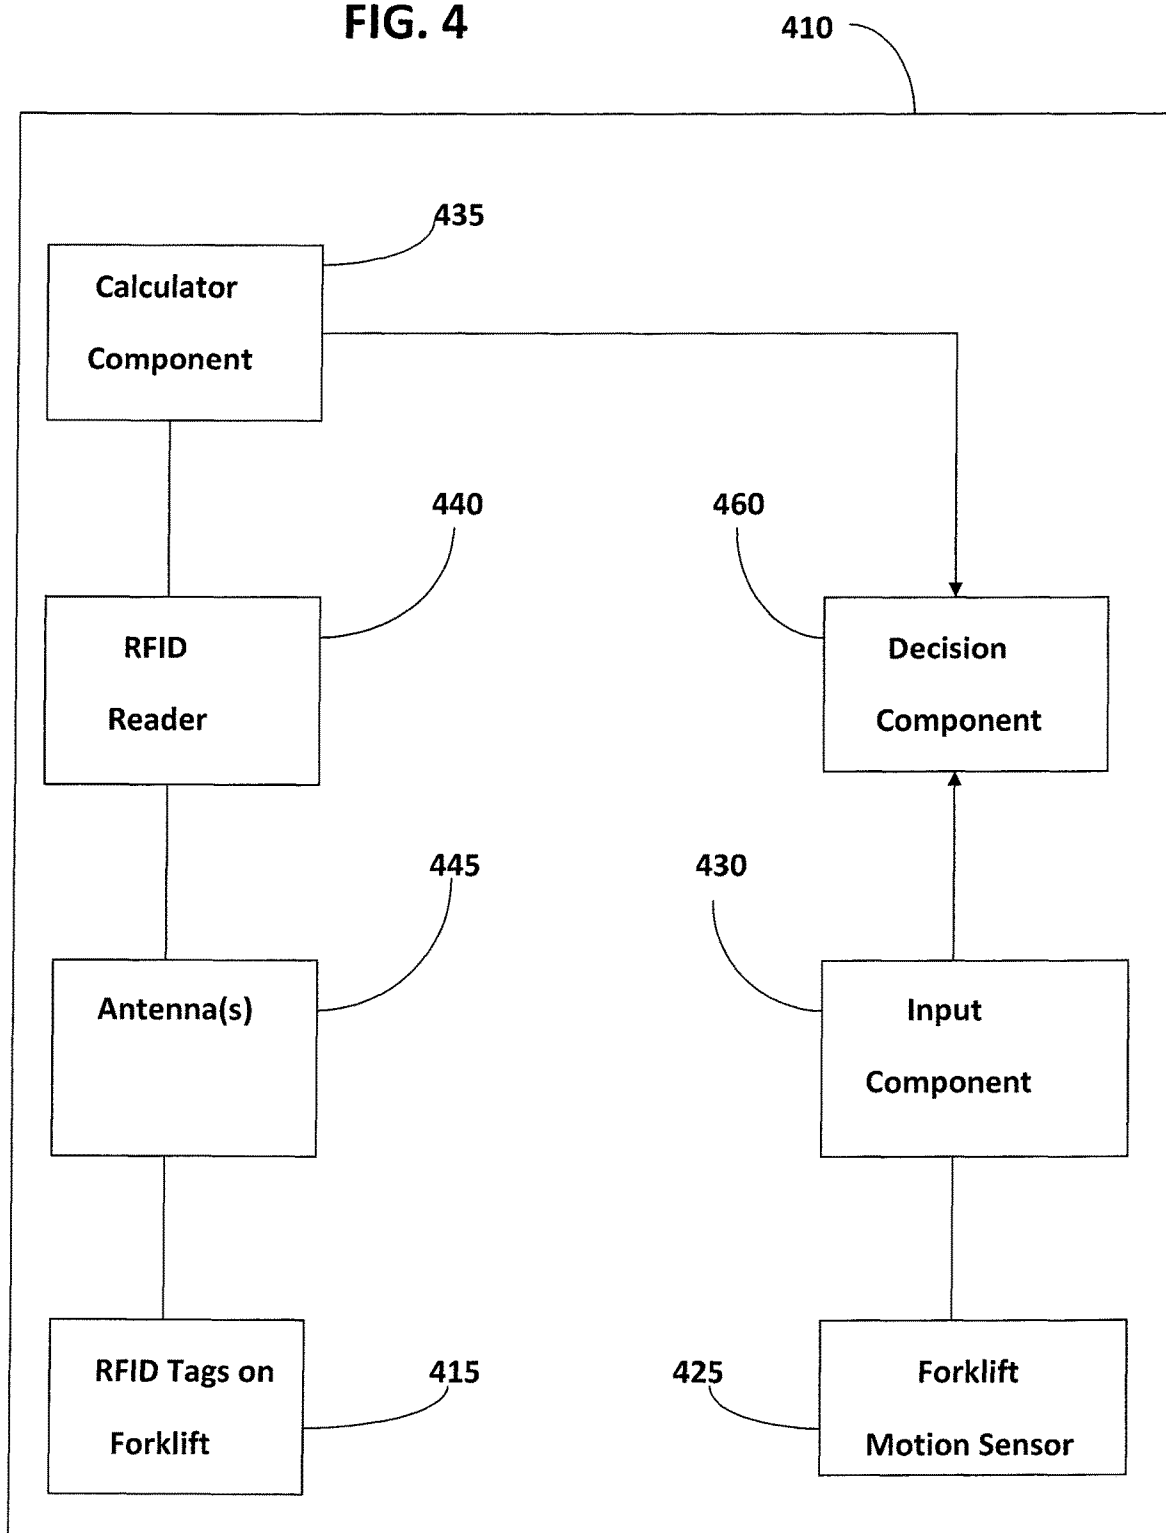 FIG. 4
410
435
Calculator
Component
440
460
RFID
Reader
Decision
Component
445
430
Antenna(s)
Input
Component
RFID Tags on
Forklift
415
425
Forklift
Motion Sensor